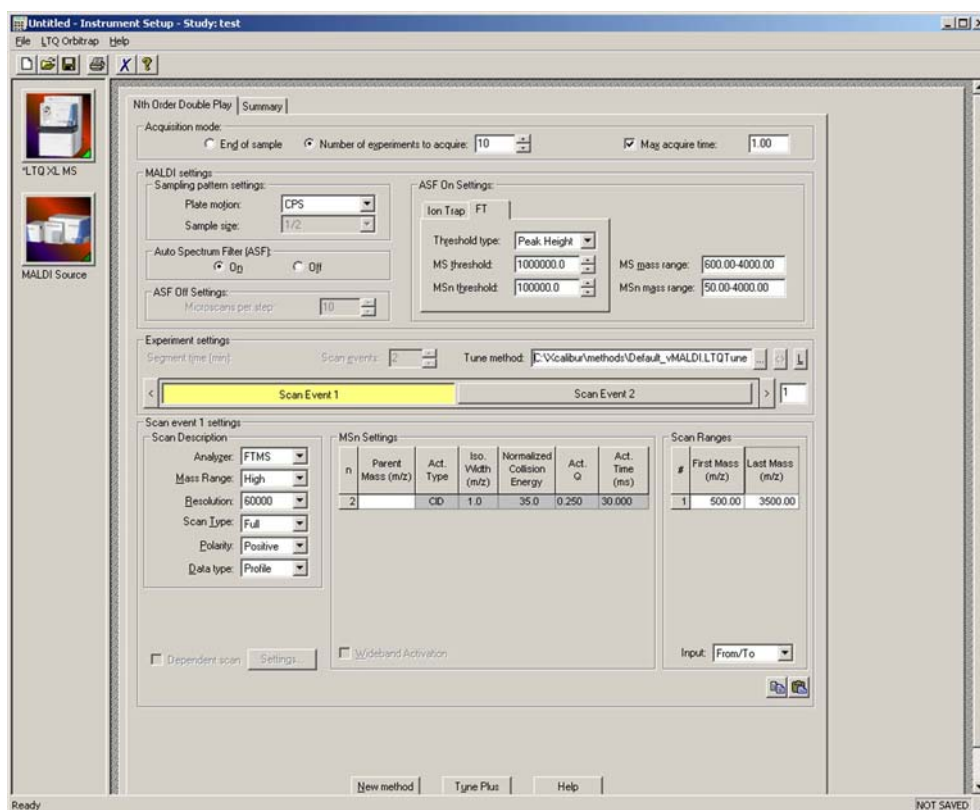 Untitled - Instrument Setup - Study: test
File LTQ Orbitrap Help
Nth Order Double Play Summary
Acquisition mode:
End of sample Number of experiments to acquire: 10 Max acquire time: 1.00
*LTQ XL MS
MALDI settings
Sampling pattern settings: ASF On Settings:
Plate motion: CPS Ion Trap FT
Sample size: 1/2
Threshold type: Peak Height
Auto Spectrum Filter (ASF):
On Off
MS threshold: 1000000.0 MS mass range: 600.00-4000.00
MALDI Source
MSn threshold: 100000.0 MSn mass range: 50.00-4000.00
ASF Off Settings:
Microscans per step: 10
Experiment settings
Segment time (min): Scan events: 2 Tune method: C:\Xcalibur\methods\Default_vMALDI.LTQTune ... <> L
< Scan Event 1 Scan Event 2 > 1
Scan event 1 settings
Scan Description MSn Settings Scan Ranges
Analyzer: FTMS
Mass Range: High
Resolution: 60000
Scan Type: Full
Polarity: Positive
Data type: Profile
n Parent Mass (m/z) Act. Type Iso. Width (m/z) Normalized Collision Energy Act. Q Act. Time (ms)
2 CID 1.0 35.0 0.250 30.000
# First Mass (m/z) Last Mass (m/z)
1 500.00 3500.00
Dependent scan Settings... Wideband Activation Input: From/To
New method Tune Plus Help
Ready NOT SAVED